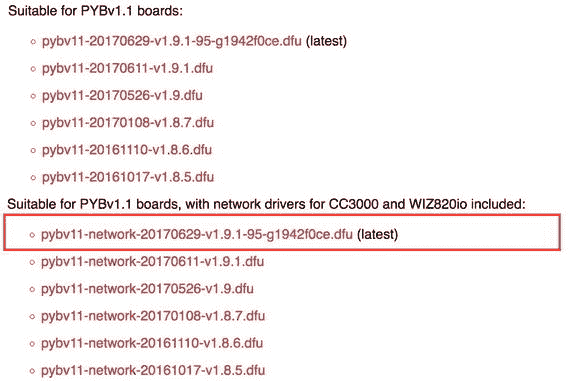 Suitable for PYBv1.1 boards:
pybv11-20170629-v1.9.1-95-g1942f0ce.dfu (latest)
pybv11-20170611-v1.9.1.dfu
pybv11-20170526-v1.9.dfu
pybv11-20170108-v1.8.7.dfu
pybv11-20161110-v1.8.6.dfu
pybv11-20161017-v1.8.5.dfu
Suitable for PYBv1.1 boards, with network drivers for CC3000 and WIZ820io included:
pybv11-network-20170629-v1.9.1-95-g1942f0ce.dfu (latest)
pybv11-network-20170611-v1.9.1.dfu
pybv11-network-20170526-v1.9.dfu
pybv11-network-20170108-v1.8.7.dfu
pybv11-network-20161110-v1.8.6.dfu
pybv11-network-20161017-v1.8.5.dfu